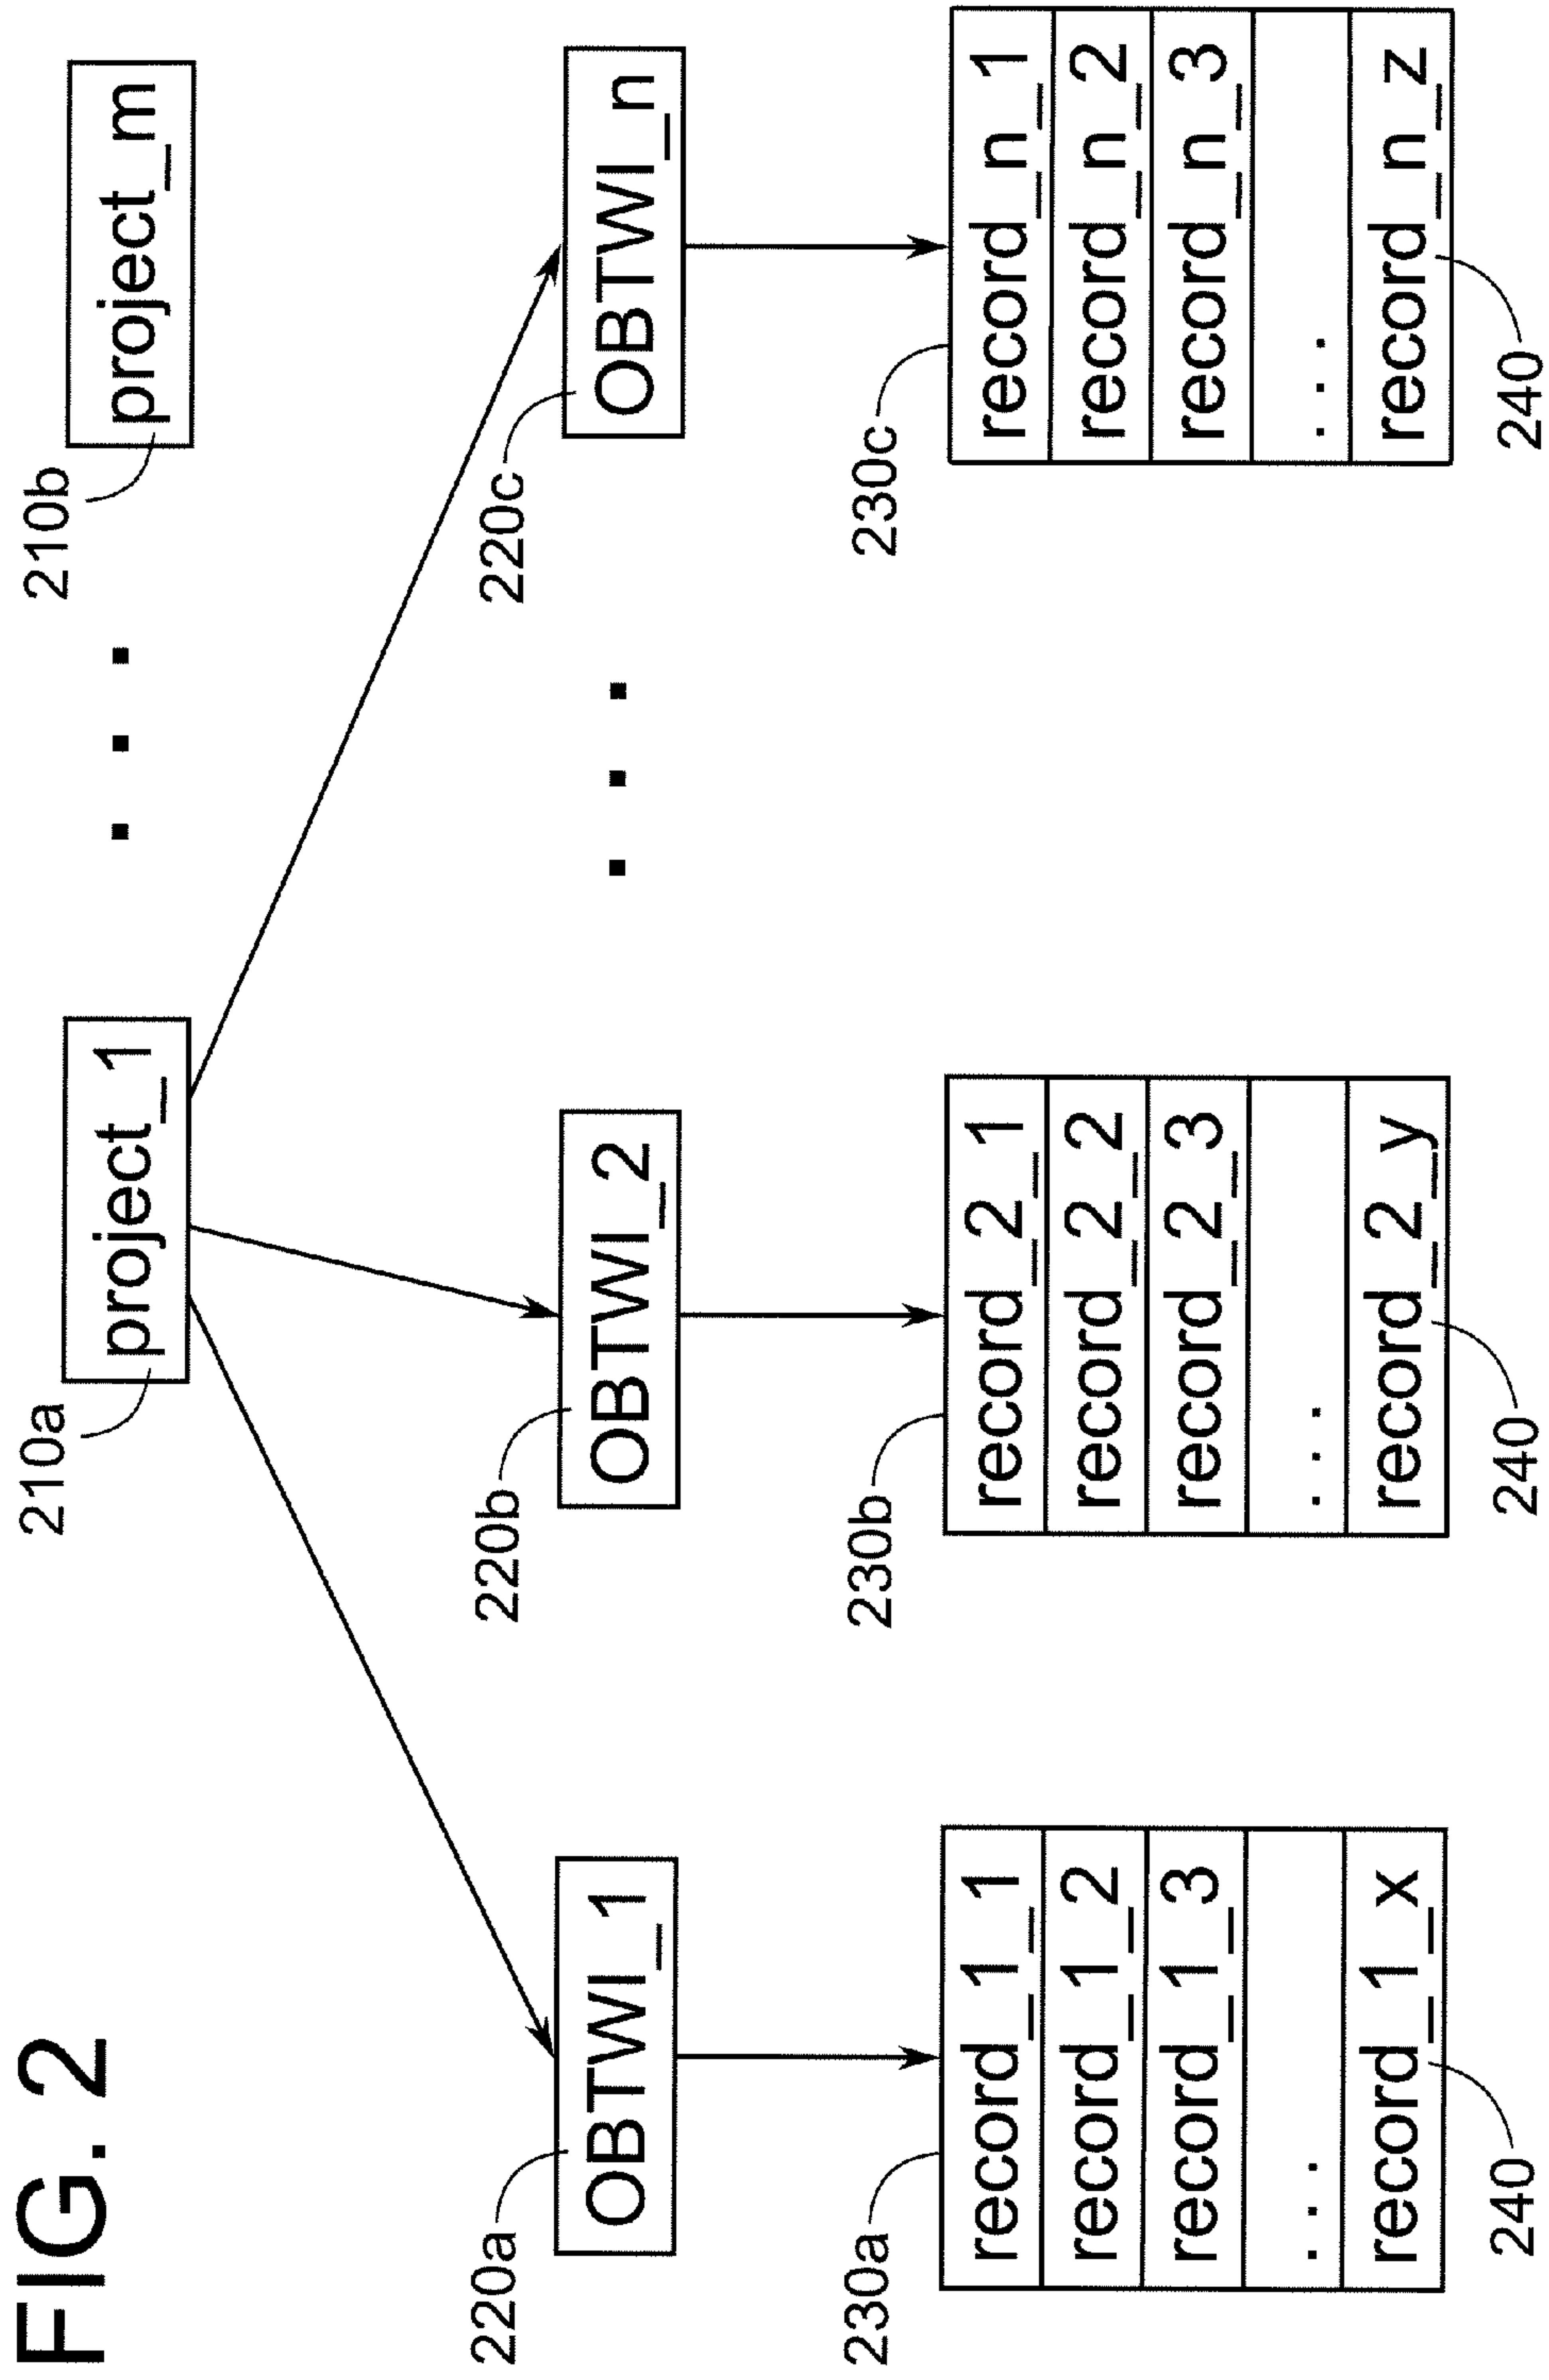 FIG. 2
210a
project_1
. . .
210b
project_m
220a
OBTWI_1
220b
OBTWI_2
. . .
220c
OBTWI_n
230a
record_1_1
record_1_2
record_1_3
...
record_1_x
240
230b
record_2_1
record_2_2
record_2_3
...
record_2_y
240
230c
record_n_1
record_n_2
record_n_3
...
record_n_z
240